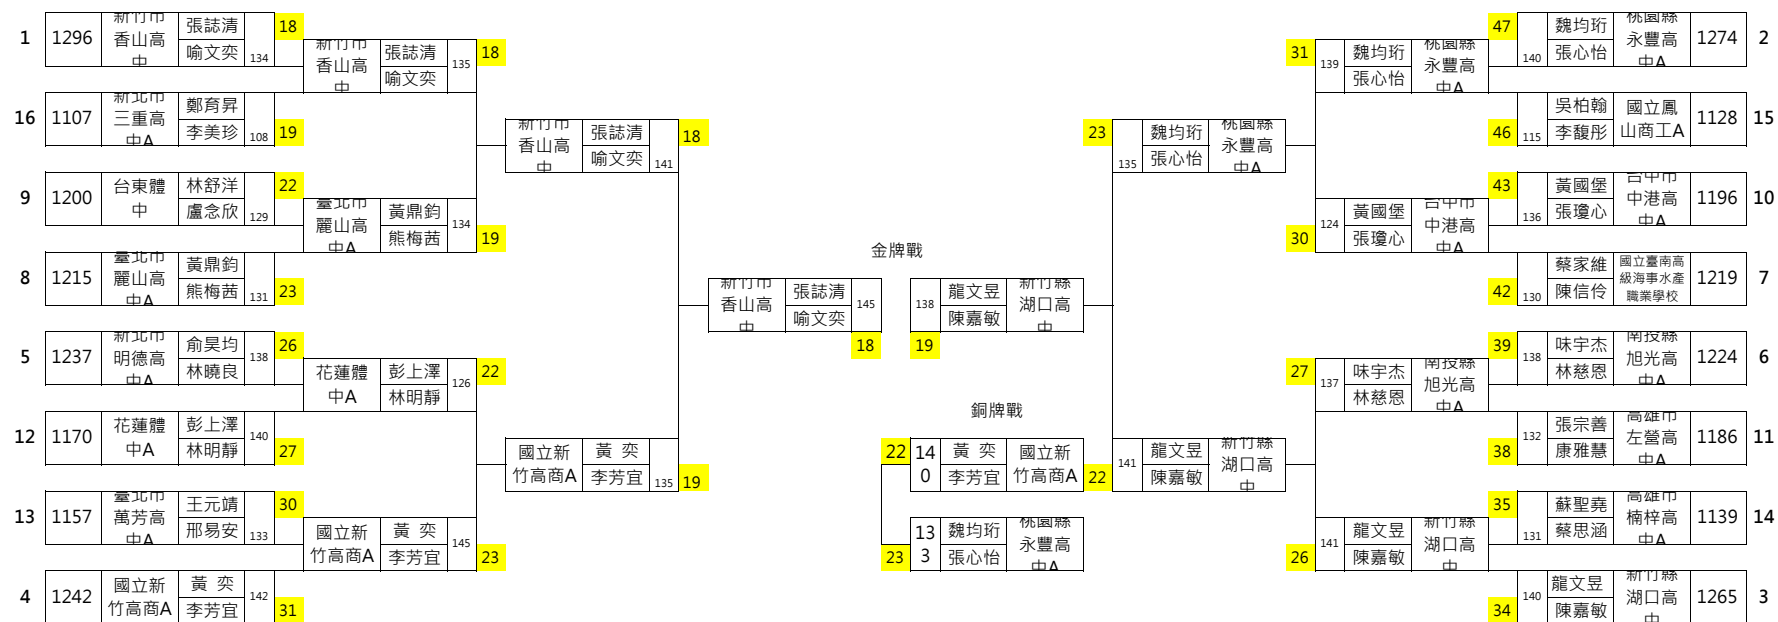 1 1296 新竹市香山高中 張誌清 喻文奕 134 18
16 1107 新北市三重高中A 鄭育昇 李美珍 108 19
9 1200 台東體中 林舒洋 盧念欣 129 22
8 1215 臺北市麗山高中A 黃鼎鈞 熊梅茜 131 23
5 1237 新北市明德高中A 俞昊均 林曉良 138 26
12 1170 花蓮體中A 彭上澤 林明靜 140 27
13 1157 臺北市萬芳高中A 王元靖 邢易安 133 30
4 1242 國立新竹高商A 黃 奕 李芳宜 142 31
新竹市香山高中 張誌清 喻文奕 135 18
臺北市麗山高中A 黃鼎鈞 熊梅茜 134 19
花蓮體中A 彭上澤 林明靜 126 22
國立新竹高商A 黃 奕 李芳宜 145 23
新竹市香山高中 張誌清 喻文奕 141 18
國立新竹高商A 黃 奕 李芳宜 135 19
金牌戰
新竹市香山高中 張誌清 喻文奕 145 18
138 龍文昱 陳嘉敏 新竹縣湖口高中 19
銅牌戰
22 140 黃 奕 李芳宜 國立新竹高商A
23 133 魏均珩 張心怡 桃園縣永豐高中A
23 135 魏均珩 張心怡 桃園縣永豐高中A
22 141 龍文昱 陳嘉敏 新竹縣湖口高中
31 139 魏均珩 張心怡 桃園縣永豐高中A
30 124 黃國堡 張瓊心 台中市中港高中A
27 137 味宇杰 林慈恩 南投縣旭光高中A
26 141 龍文昱 陳嘉敏 新竹縣湖口高中
47 140 魏均珩 張心怡 桃園縣永豐高中A 1274 2
46 115 吳柏翰 李馥彤 國立鳳山商工A 1128 15
43 136 黃國堡 張瓊心 台中市中港高中A 1196 10
42 130 蔡家維 陳信伶 國立臺南高級海事水產職業學校 1219 7
39 138 味宇杰 林慈恩 南投縣旭光高中A 1224 6
38 132 張宗善 康雅慧 高雄市左營高中A 1186 11
35 131 蘇聖堯 蔡思涵 高雄市楠梓高中A 1139 14
34 140 龍文昱 陳嘉敏 新竹縣湖口高中 1265 3